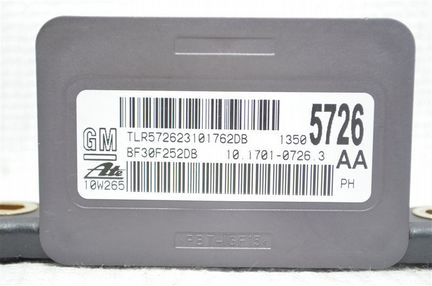 GM
TLR572623101762DB 1350 5726
BF30F252DB 10.1701-0726.3 AA
Ate
10W265 PH